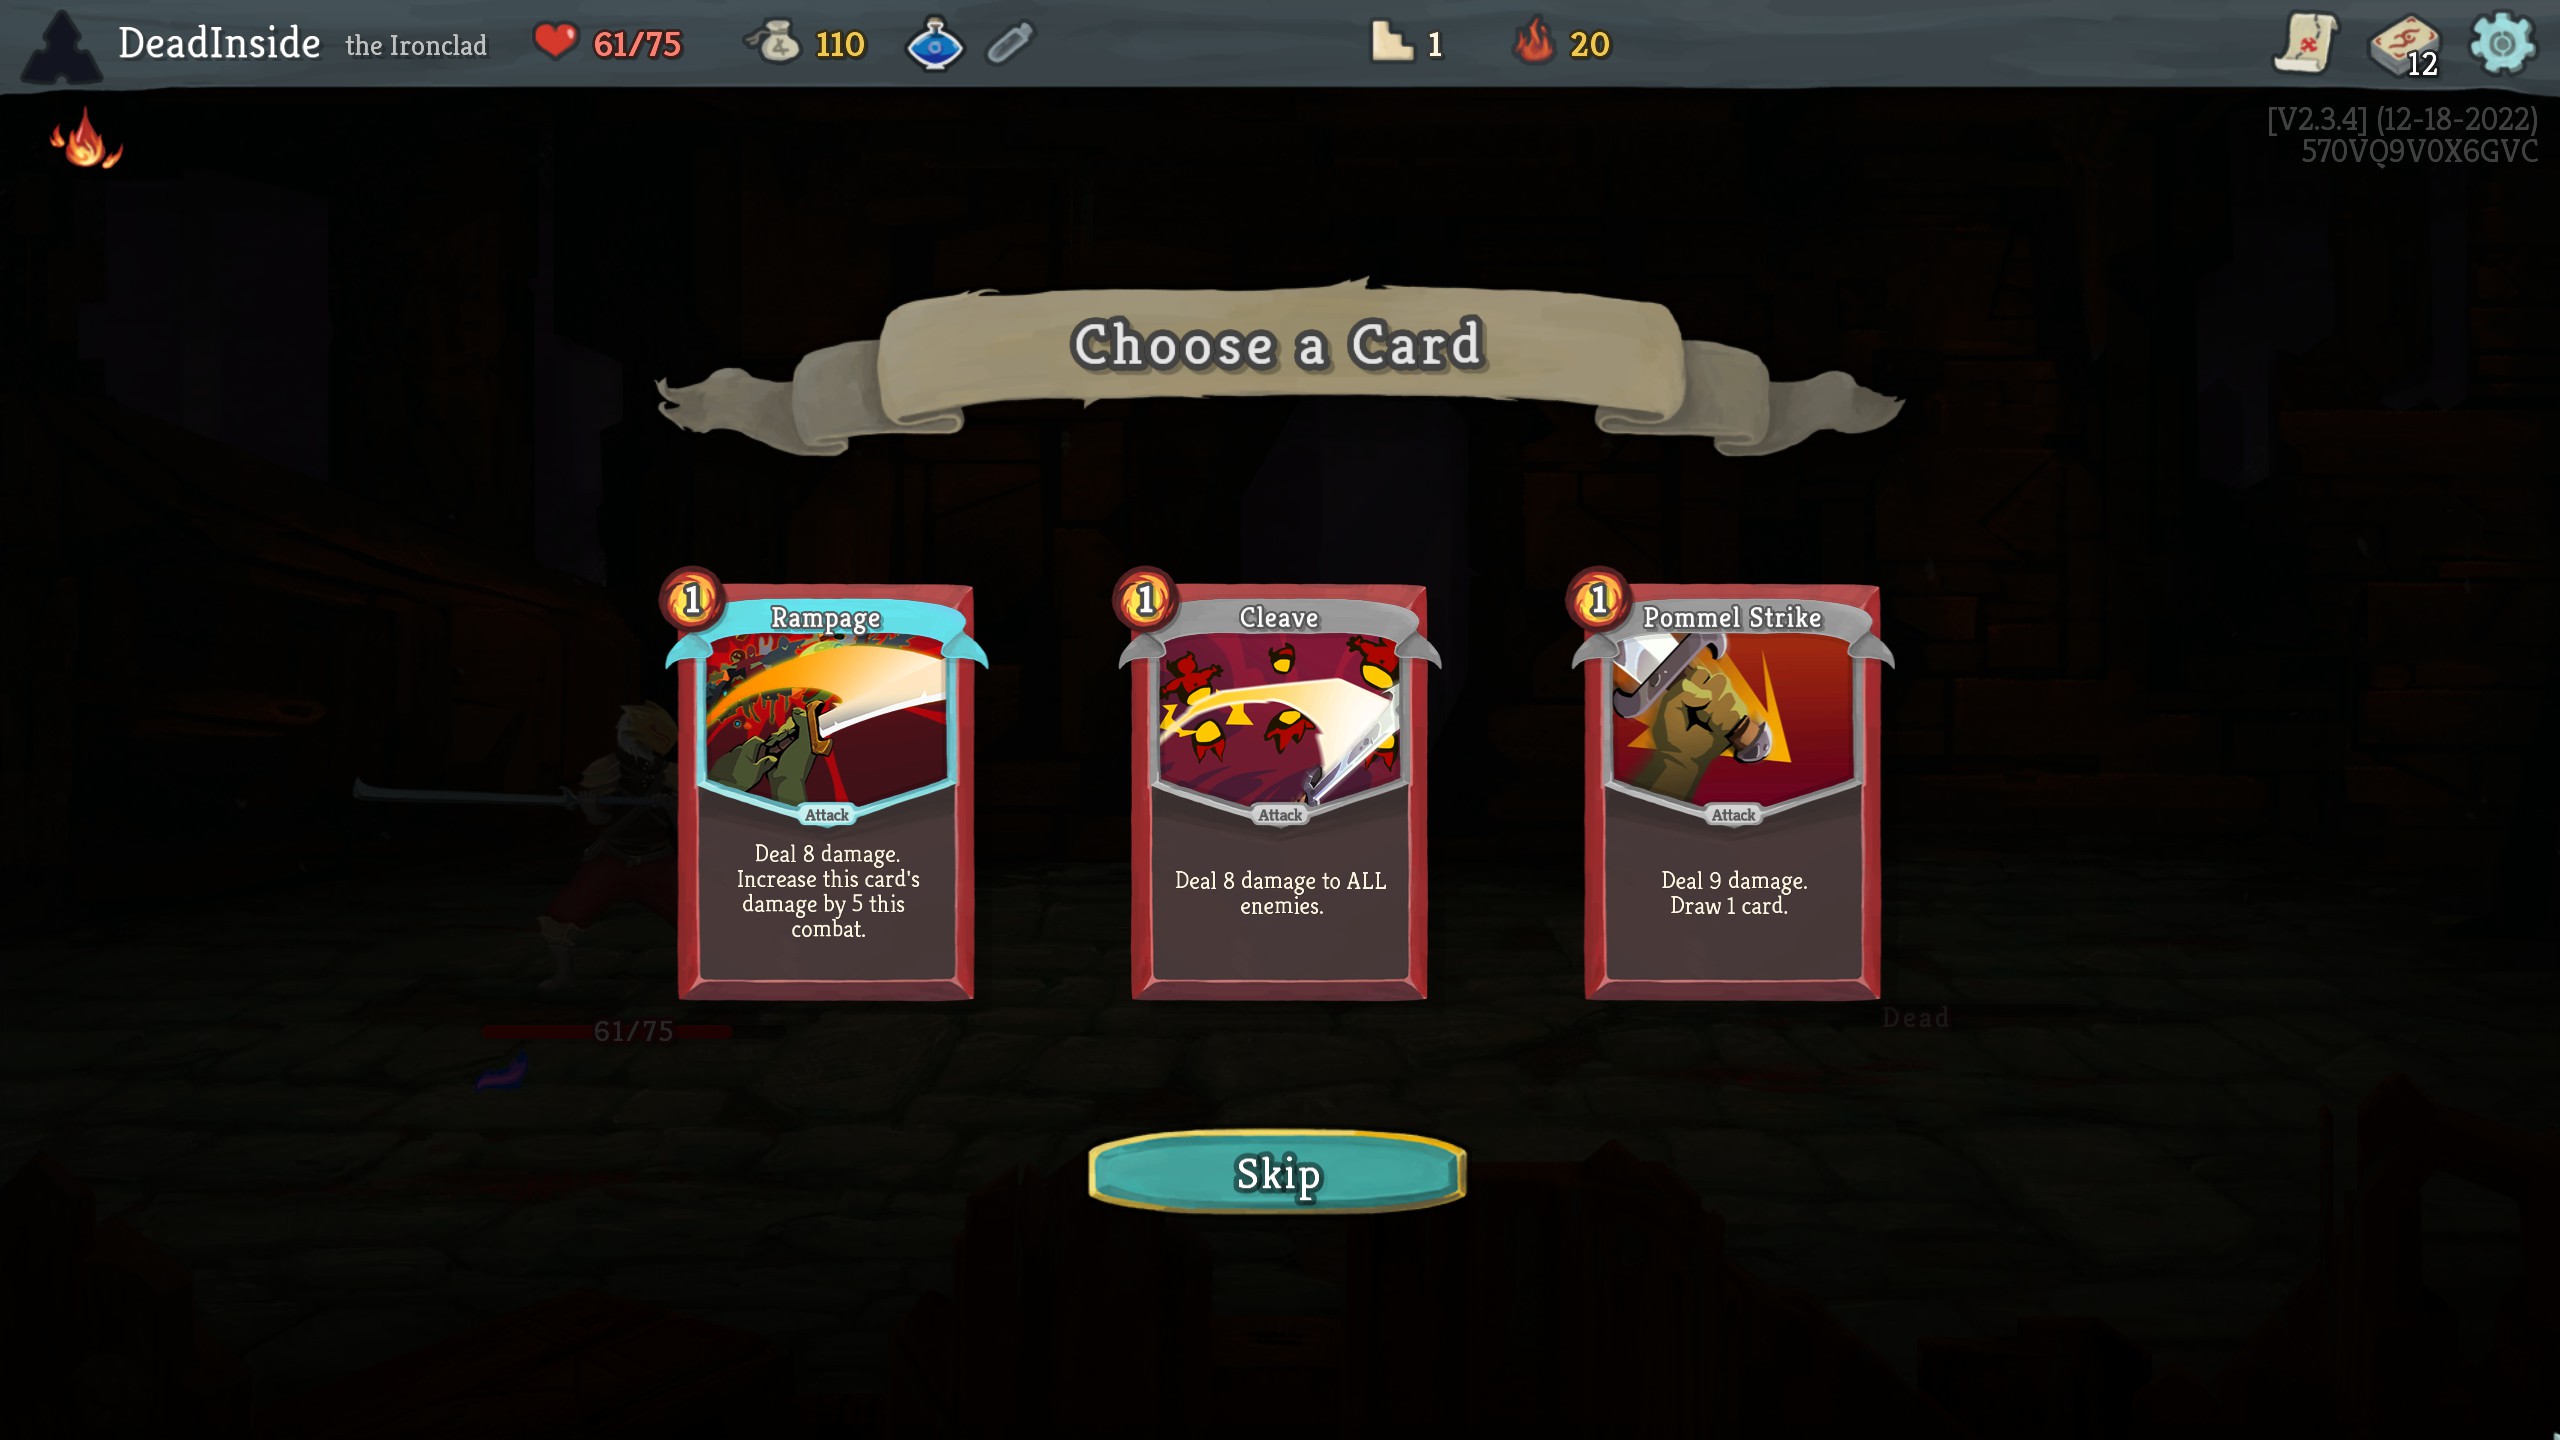 DeadInside the Ironclad 61/75 110 1 20 12
[V2.3.4] (12-18-2022)
570VQ9V0X6GVC
Choose a Card
1 Rampage
Attack
Deal 8 damage.
Increase this card's
damage by 5 this
combat.
1 Cleave
Attack
Deal 8 damage to ALL
enemies.
1 Pommel Strike
Attack
Deal 9 damage.
Draw 1 card.
61/75
Dead
Skip